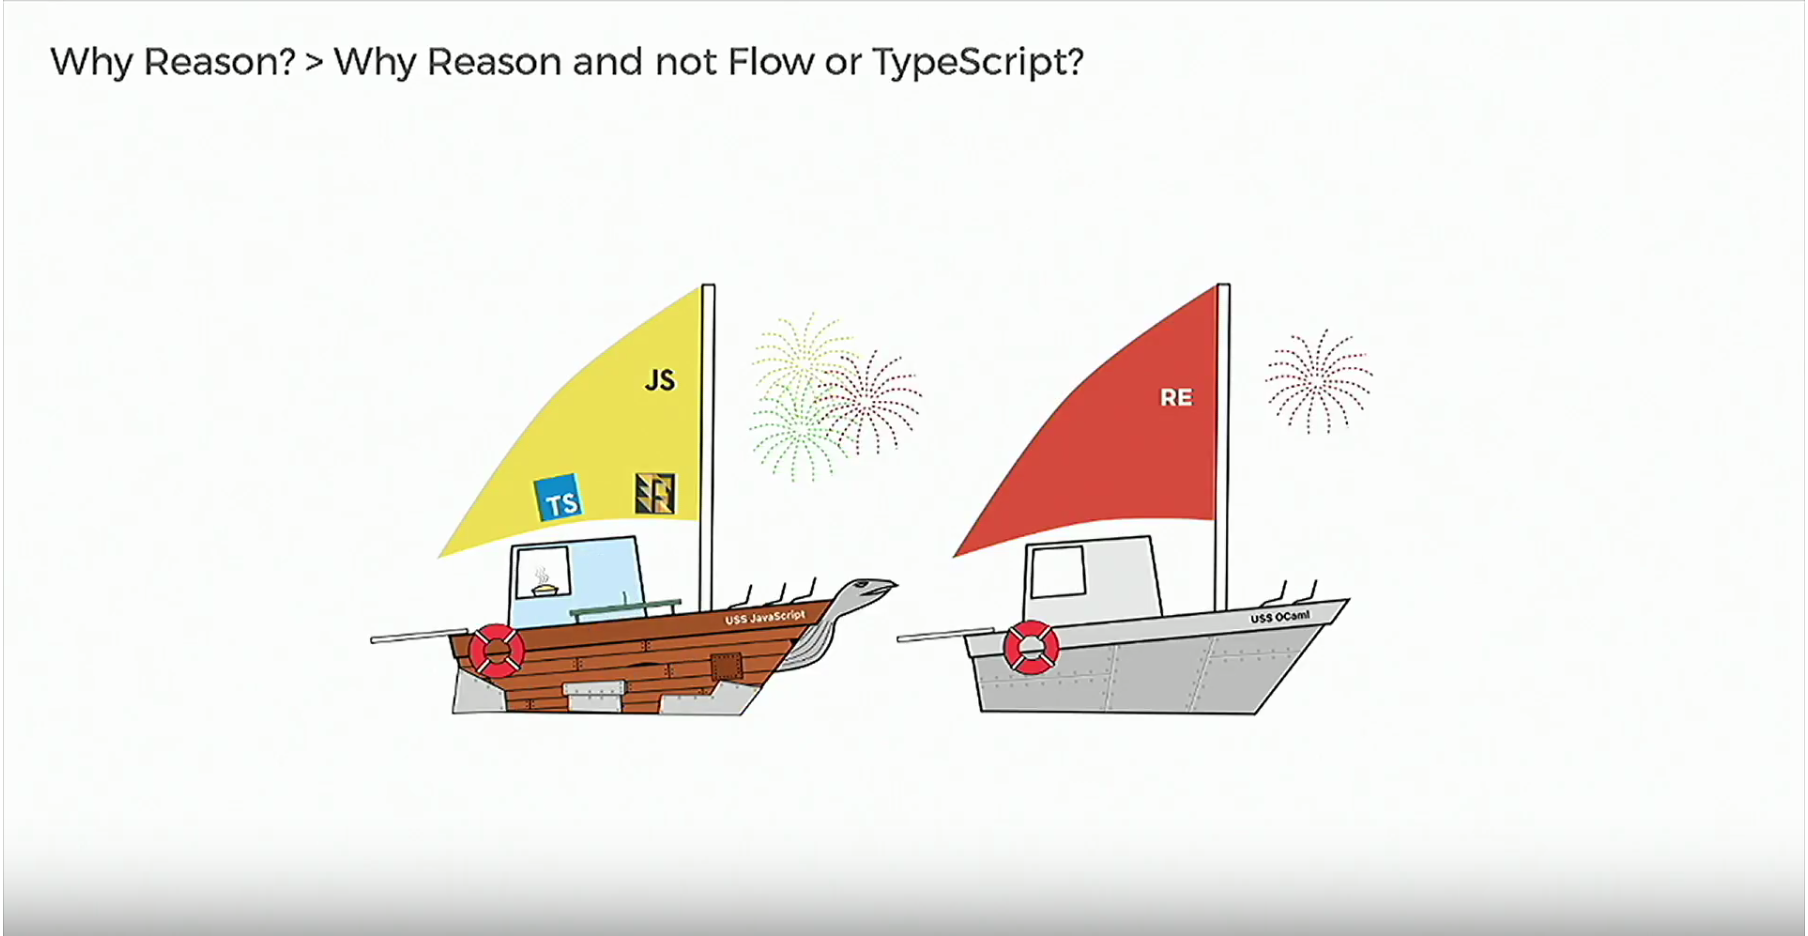 Why Reason? > Why Reason and not Flow or TypeScript?
JS
TS
F
USS JavaScript
RE
USS OCaml